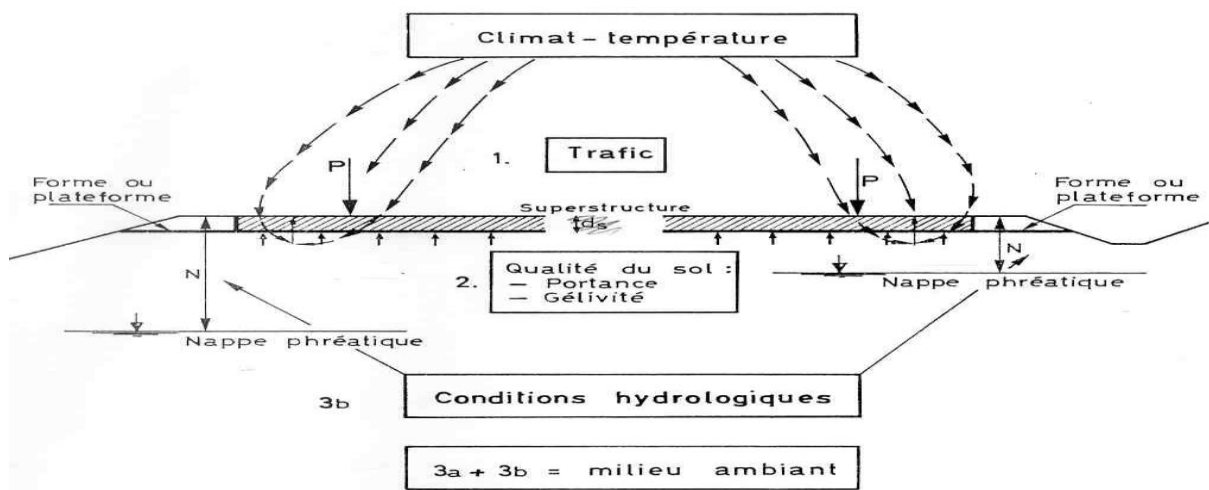 Climat-température
1. Trafic
P
P
Forme ou
plateforme
Superstructure
ds
Forme ou
plateforme
N
2. Qualité du sol :
- Portance
- Gélivité
N
Nappe phréatique
Nappe phréatique
3b Conditions hydrologiques
3a + 3b = milieu ambiant